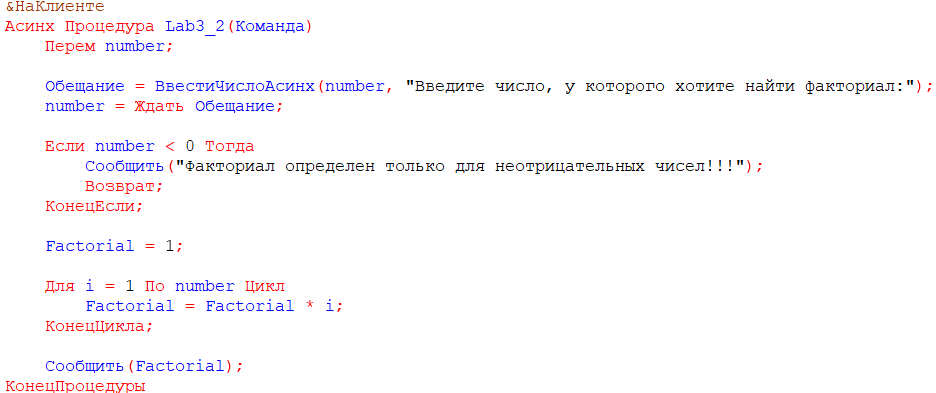 &НаКлиенте
Асинх Процедура Lab3_2(Команда)
Перем number;
Обещание = ВвестиЧислоАсинх(number, "Введите число, у которого хотите найти факториал:");
number = Ждать Обещание;
Если number < 0 Тогда
Сообщить("Факториал определен только для неотрицательных чисел!!!");
Возврат;
КонецЕсли;
Factorial = 1;
Для i = 1 По number Цикл
Factorial = Factorial * i;
КонецЦикла;
Сообщить(Factorial);
КонецПроцедуры